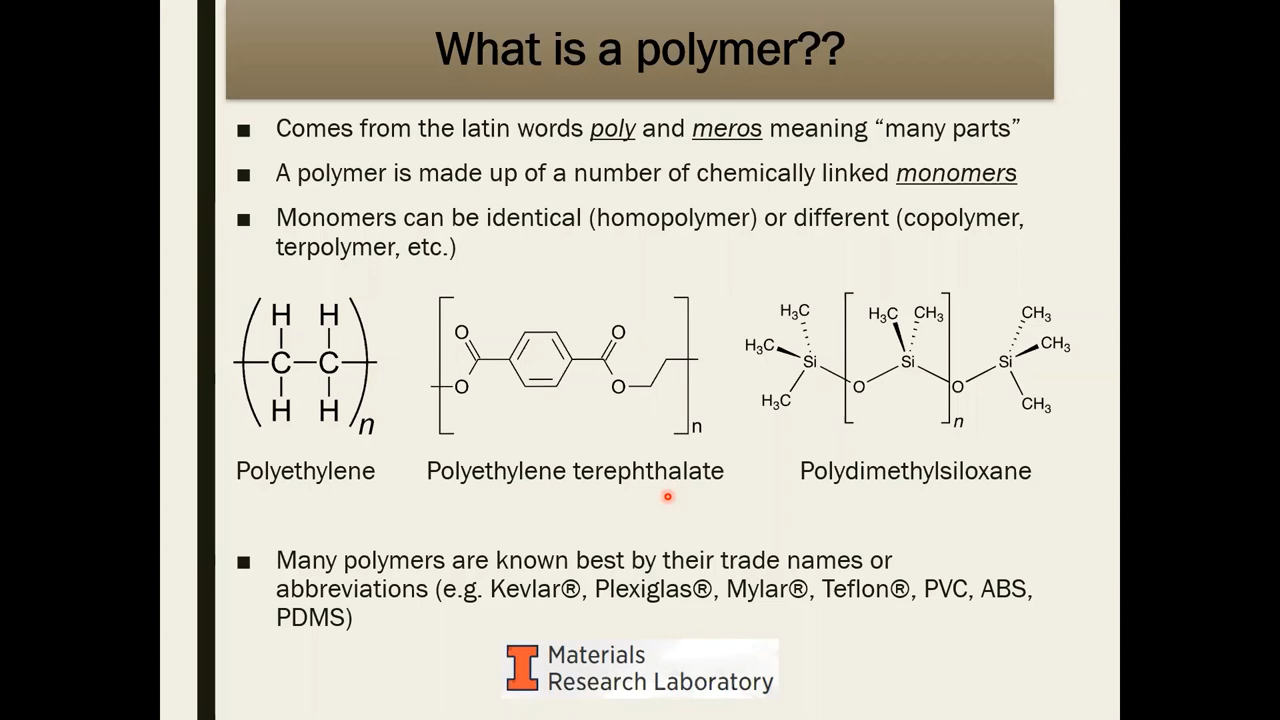 What is a polymer??
■ Comes from the latin words poly and meros meaning “many parts”
■ A polymer is made up of a number of chemically linked monomers
■ Monomers can be identical (homopolymer) or different (copolymer,
terpolymer, etc.)
H H
C C
H H
n
O O
O O
n
H₃C H₃C CH₃ CH₃
H₃C CH₃
Si Si Si
O O
H₃C CH₃
n
Polyethylene Polyethylene terephthalate Polydimethylsiloxane
■ Many polymers are known best by their trade names or
abbreviations (e.g. Kevlar®, Plexiglas®, Mylar®, Teflon®, PVC, ABS,
PDMS)
I Materials
Research Laboratory